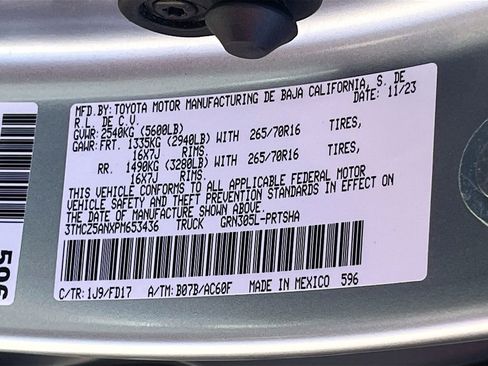 MFD.BY: TOYOTA MOTOR MANUFACTURING DE BAJA CALIFORNIA, S. DE
R.L. DE C.V. DATE: 11/23
GVWR: 2540KG (5600LB)
GAWR: FRT. 1335KG (2940LB) WITH 265/70R16 TIRES,
16X7J RIMS.
RR. 1490KG (3280LB) WITH 265/70R16 TIRES,
16X7J RIMS.
THIS VEHICLE CONFORMS TO ALL APPLICABLE FEDERAL MOTOR
VEHICLE SAFETY AND THEFT PREVENTION STANDARDS IN EFFECT ON
THE DATE OF MANUFACTURE SHOWN ABOVE.
3TMCZ5ANXPM653436 TRUCK GRN305L-PRTSHA
C/TR: 1J9/FD17 A/TM: B07B/AC60F MADE IN MEXICO 596
596